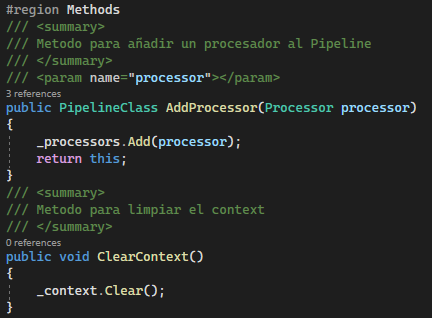 #region Methods
/// <summary>
/// Metodo para añadir un procesador al Pipeline
/// </summary>
/// <param name="processor"></param>
3 references
public PipelineClass AddProcessor(Processor processor)
{
_processors.Add(processor);
return this;
}
/// <summary>
/// Metodo para limpiar el context
/// </summary>
0 references
public void ClearContext()
{
_context.Clear();
}